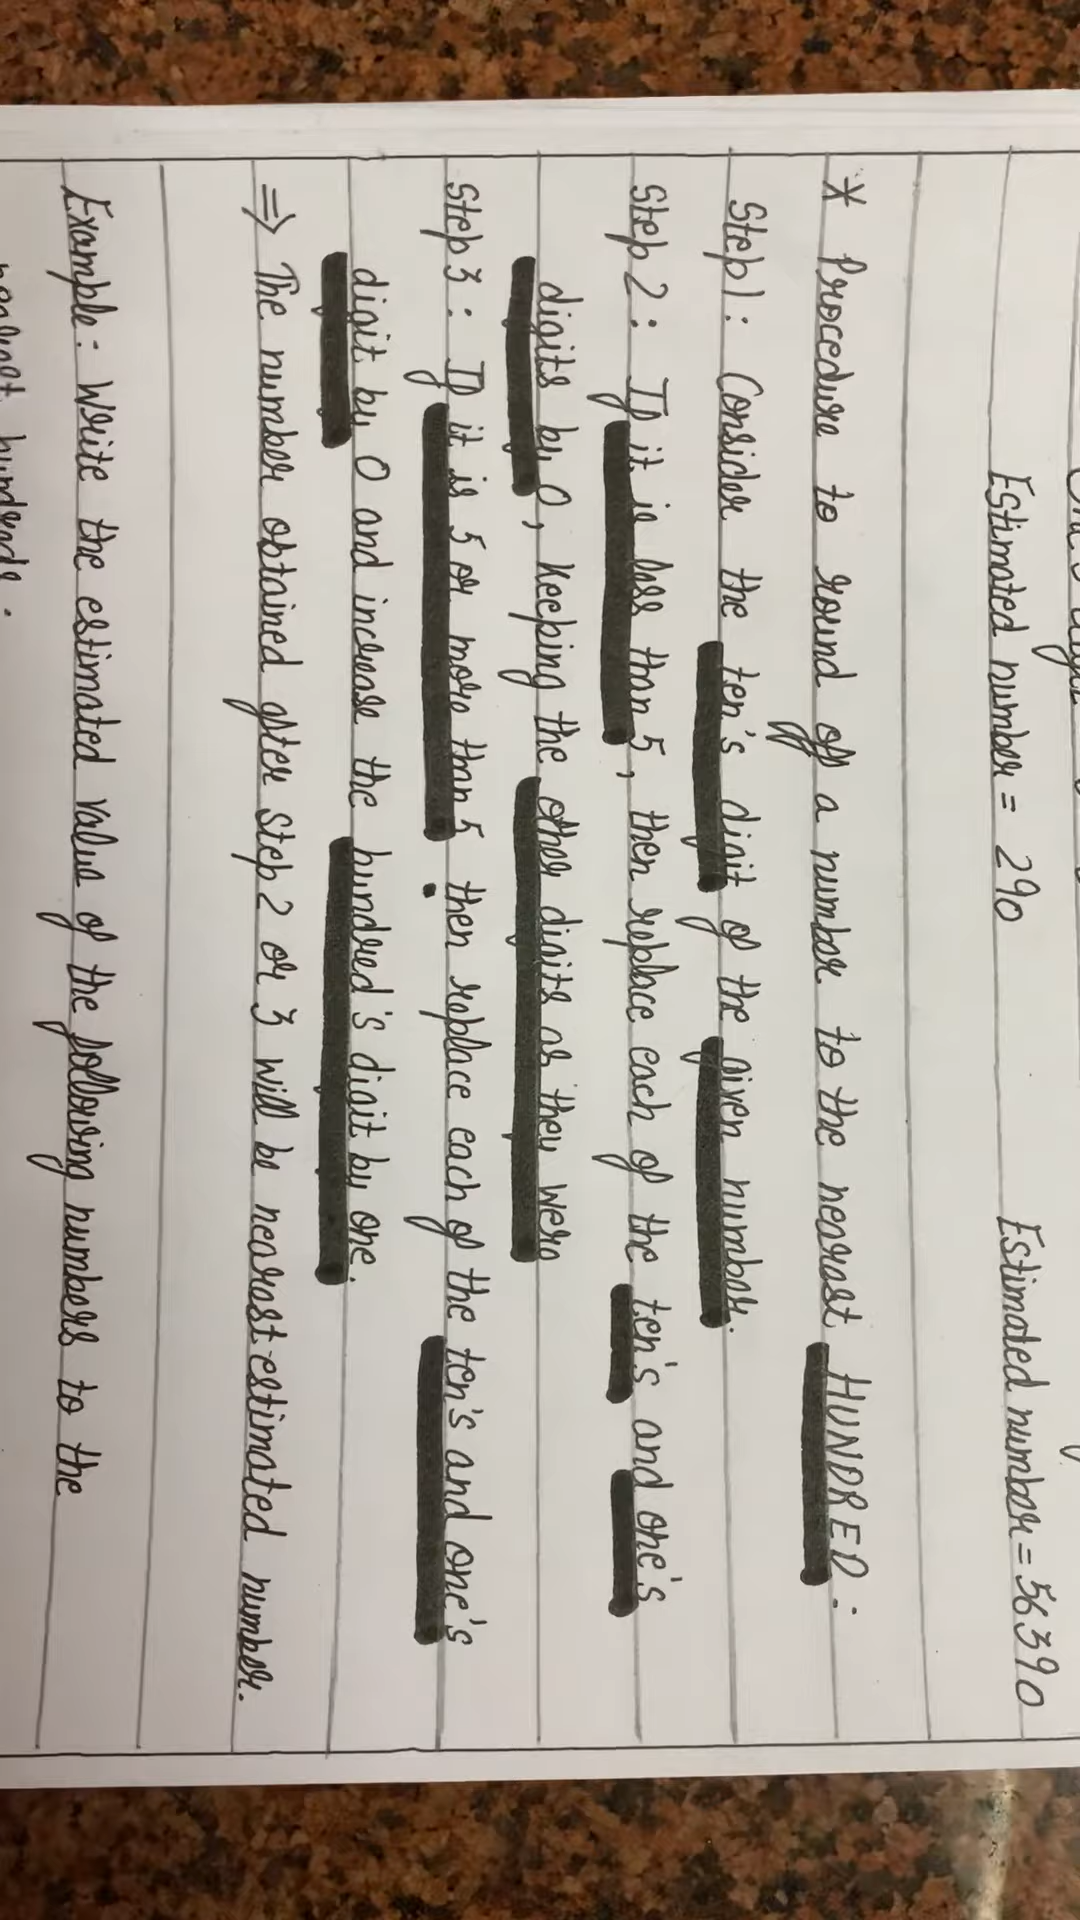 Estimated number = 290 Estimated number = 56390
* Procedure to round off a number to the nearest HUNDRED :
Step 1 : Consider the ten's digit of the given number.
Step 2 : If it is less than 5, then replace each of the ten's and one's
digits by 0, keeping the other digits as they were
Step 3 : If it is 5 or more than 5 then replace each of the ten's and one's
digit by 0 and increase the hundred's digit by one.
⇒ The number obtained after step 2 or 3 will be nearest estimated number.
Example : Write the estimated value of the following numbers to the